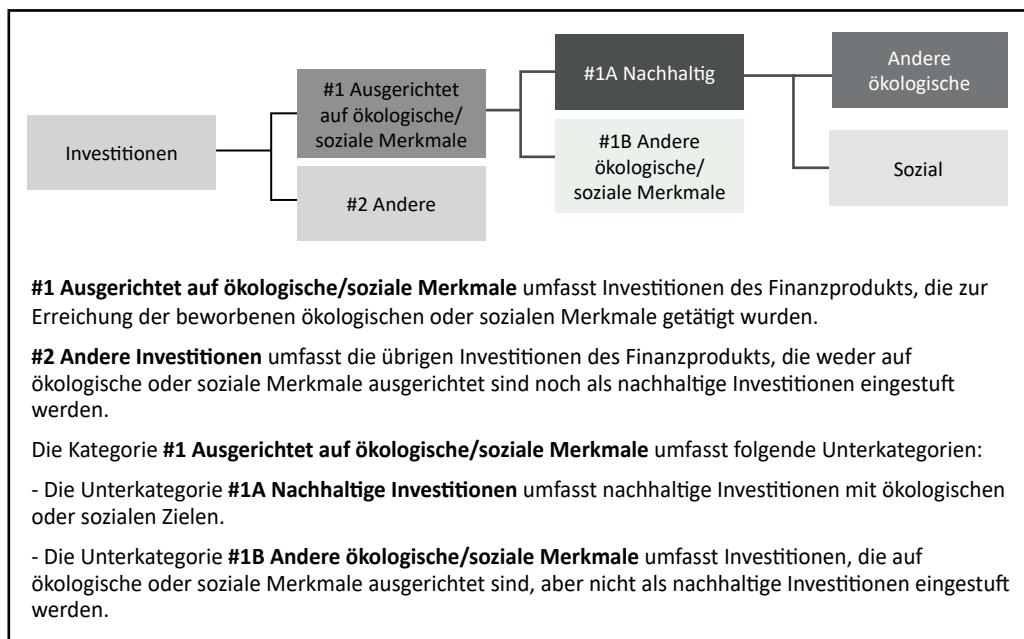 Investitionen
#1 Ausgerichtet
auf ökologische/
soziale Merkmale
#2 Andere
#1A Nachhaltig
#1B Andere
ökologische/
soziale Merkmale
Andere
ökologische
Sozial
#1 Ausgerichtet auf ökologische/soziale Merkmale umfasst Investitionen des Finanzprodukts, die zur
Erreichung der beworbenen ökologischen oder sozialen Merkmale getätigt wurden.
#2 Andere Investitionen umfasst die übrigen Investitionen des Finanzprodukts, die weder auf
ökologische oder soziale Merkmale ausgerichtet sind noch als nachhaltige Investitionen eingestuft
werden.
Die Kategorie #1 Ausgerichtet auf ökologische/soziale Merkmale umfasst folgende Unterkategorien:
- Die Unterkategorie #1A Nachhaltige Investitionen umfasst nachhaltige Investitionen mit ökologischen
oder sozialen Zielen.
- Die Unterkategorie #1B Andere ökologische/soziale Merkmale umfasst Investitionen, die auf
ökologische oder soziale Merkmale ausgerichtet sind, aber nicht als nachhaltige Investitionen eingestuft
werden.